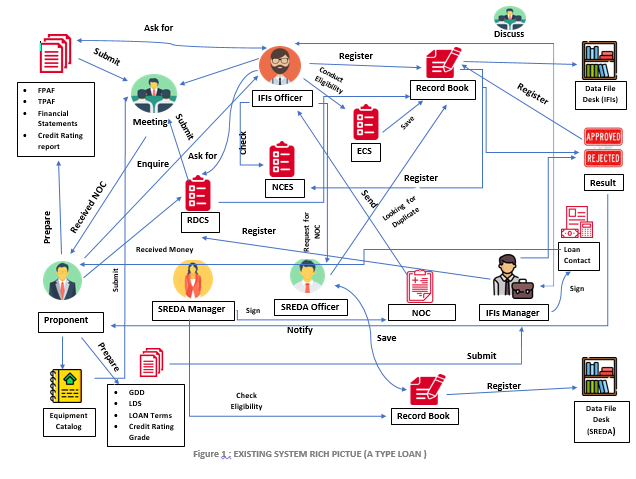 Discuss
Ask for
Submit
Register
Conduct
Eligibility
Register
IFIs Officer
Record Book
Data File
Desk (IFIs)
FPAF
TPAF
Financial
Statements
Credit Rating
report
Meeting
Submit
Check
Save
ECS
APPROVED
REJECTED
Enquire
Ask for
NCES
Register
Result
Prepare
Received NOC
RDCS
Send
Looking for
Duplicate
Request for
NOC
Register
Received Money
Loan
Contact
Submit
SREDA Manager
Sign
SREDA Officer
NOC
IFIs Manager
Sign
Proponent
Notify
Save
Prepare
Submit
Equipment
Catalog
GDD
LDS
LOAN Terms
Credit Rating
Grade
Check
Eligibility
Record Book
Register
Data File
Desk
(SREDA)
Figure 1 : EXISTING SYSTEM RICH PICTUE (A TYPE LOAN )